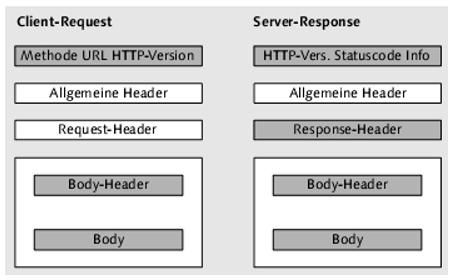 Client-Request
Methode URL HTTP-Version
Allgemeine Header
Request-Header
Body-Header
Body
Server-Response
HTTP-Vers. Statuscode Info
Allgemeine Header
Response-Header
Body-Header
Body